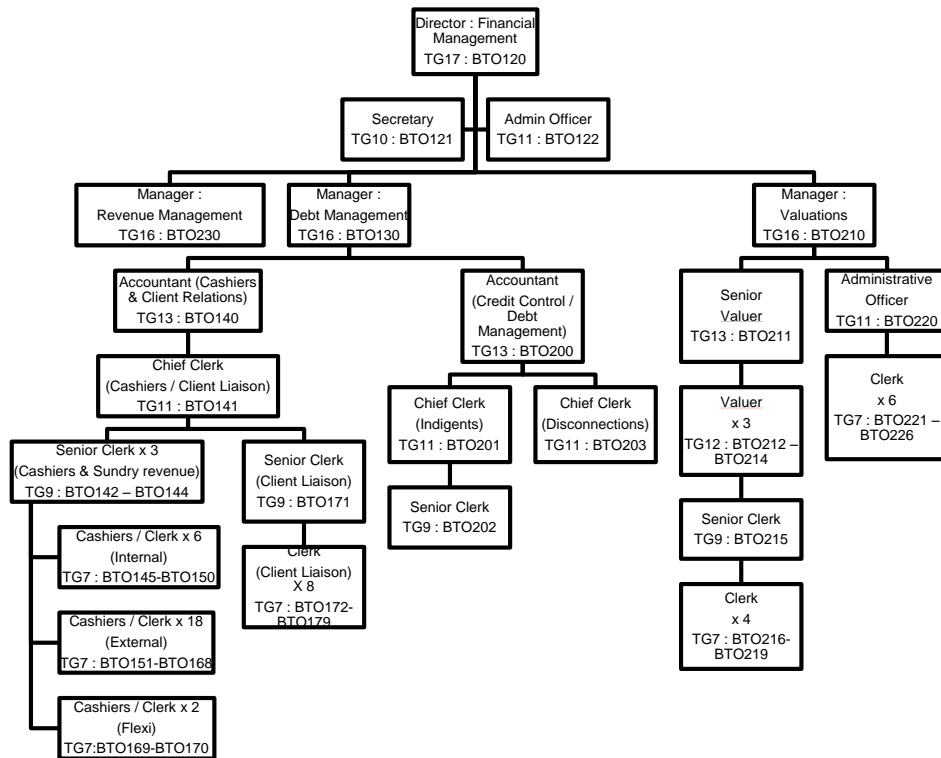 Director : Financial
Management
TG17 : BTO120
Secretary
TG10 : BTO121
Admin Officer
TG11 : BTO122
Manager :
Revenue Management
TG16 : BTO230
Manager :
Debt Management
TG16 : BTO130
Manager :
Valuations
TG16 : BTO210
Accountant (Cashiers
& Client Relations)
TG13 : BTO140
Accountant
(Credit Control /
Debt
Management)
TG13 : BTO200
Senior
Valuer
TG13 : BTO211
Administrative
Officer
TG11 : BTO220
Chief Clerk
(Cashiers / Client Liaison)
TG11 : BTO141
Chief Clerk
(Indigents)
TG11 : BTO201
Chief Clerk
(Disconnections)
TG11 : BTO203
Valuer
x 3
TG12 : BTO212 –
BTO214
Clerk
x 6
TG7 : BTO221 –
BTO226
Senior Clerk x 3
(Cashiers & Sundry revenue)
TG9 : BTO142 – BTO144
Senior Clerk
(Client Liaison)
TG9 : BTO171
Senior Clerk
TG9 : BTO202
Senior Clerk
TG9 : BTO215
Cashiers / Clerk x 6
(Internal)
TG7 : BTO145-BTO150
Clerk
(Client Liaison)
X 8
TG7 : BTO172-
BTO179
Clerk
x 4
TG7 : BTO216-
BTO219
Cashiers / Clerk x 18
(External)
TG7 : BTO151-BTO168
Cashiers / Clerk x 2
(Flexi)
TG7:BTO169-BTO170